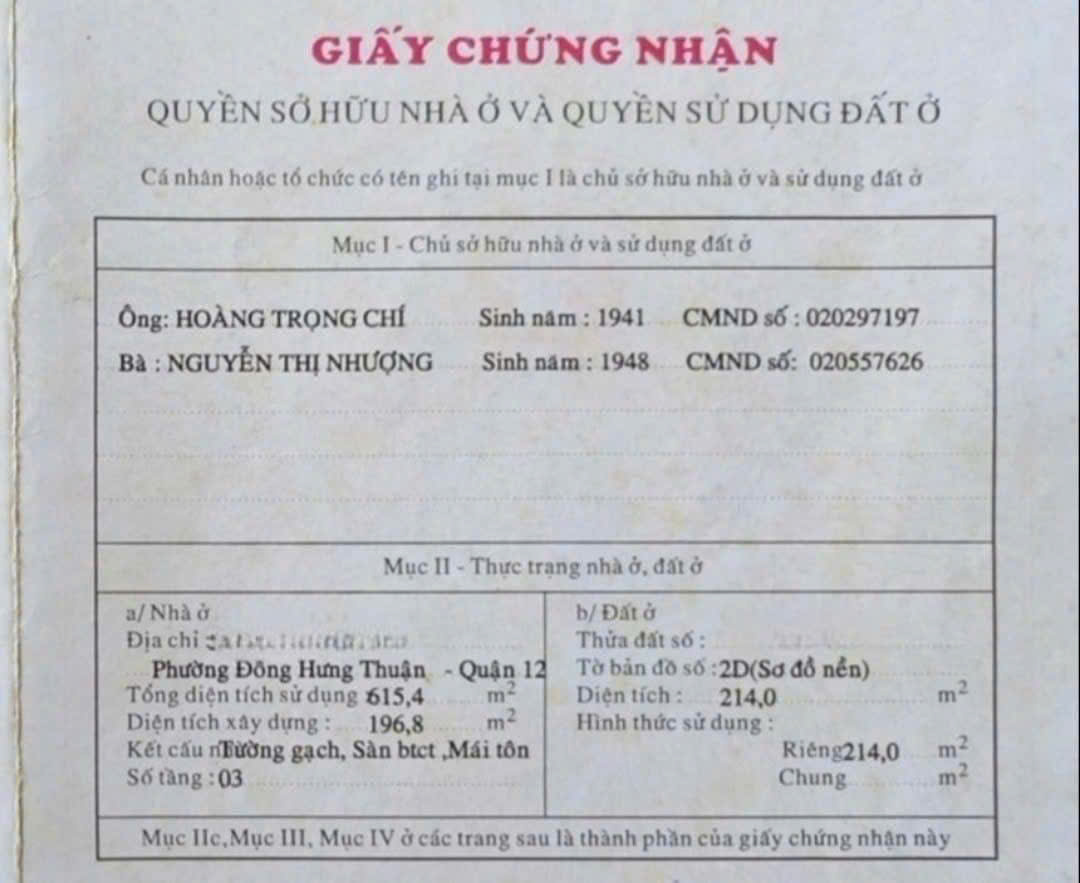 GIẤY CHỨNG NHẬN
QUYỀN SỞ HỮU NHÀ Ở VÀ QUYỀN SỬ DỤNG ĐẤT Ở
Cá nhân hoặc tổ chức có tên ghi tại mục I là chủ sở hữu nhà ở và sử dụng đất ở
Mục I - Chủ sở hữu nhà ở và sử dụng đất ở
Ông: HOÀNG TRỌNG CHÍ Sinh năm : 1941 CMND số : 020297197
Bà : NGUYỄN THỊ NHƯỢNG Sinh năm : 1948 CMND số: 020557626
Mục II - Thực trạng nhà ở, đất ở
a/ Nhà ở
Địa chỉ
Phường Đông Hưng Thuận - Quận 12
Tổng diện tích sử dụng : 615,4 m²
Diện tích xây dựng : 196,8 m²
Kết cấu Tường gạch, Sàn btct ,Mái tôn
Số tầng : 03
b/ Đất ở
Thửa đất số :
Tờ bản đồ số :2D(Sơ đồ nền)
Diện tích : 214,0 m²
Hình thức sử dụng :
Riêng 214,0 m²
Chung m²
Mục IIc,Mục III, Mục IV ở các trang sau là thành phần của giấy chứng nhận này